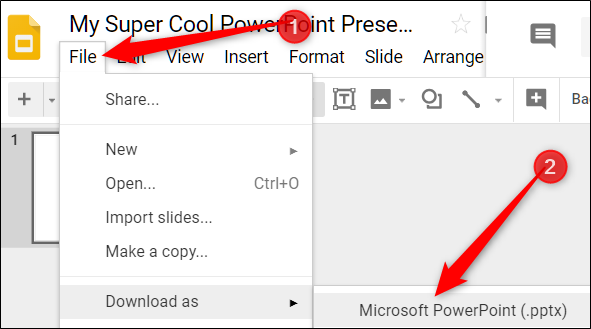 My Super Cool PowerPoint Prese...
1
File Edit View Insert Format Slide Arrange
Share...
Ba
1
New
Open... Ctrl+O
2
Import slides...
Make a copy...
Download as
Microsoft PowerPoint (.pptx)